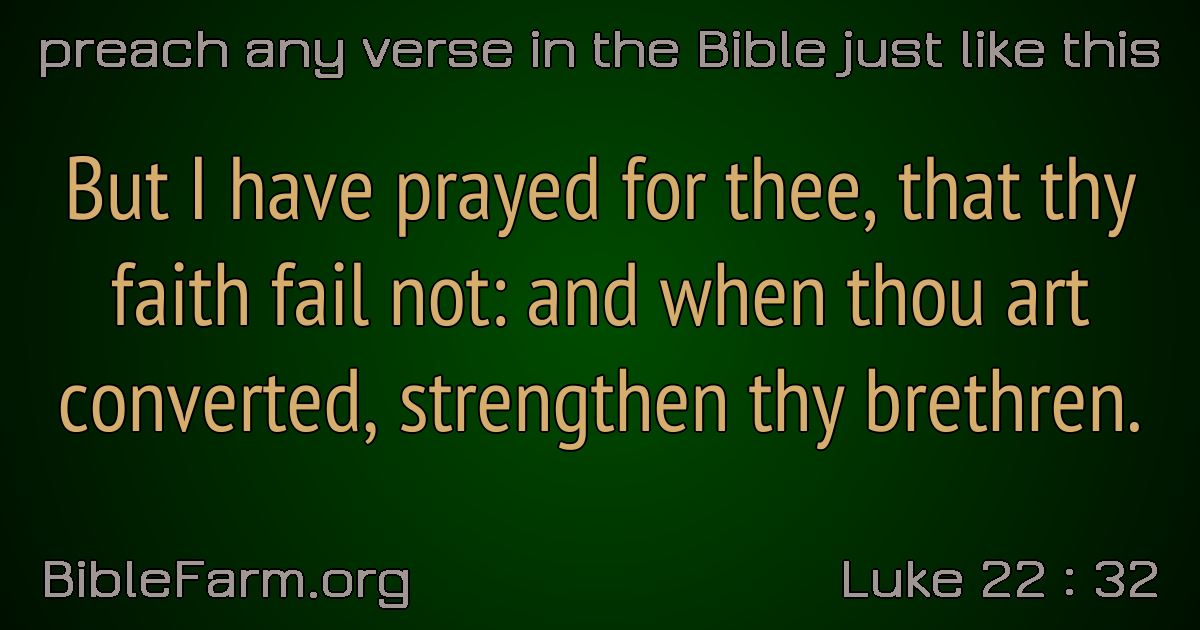 preach any verse in the Bible just like this
But I have prayed for thee, that thy
faith fail not: and when thou art
converted, strengthen thy brethren.
BibleFarm.org
Luke 22 : 32